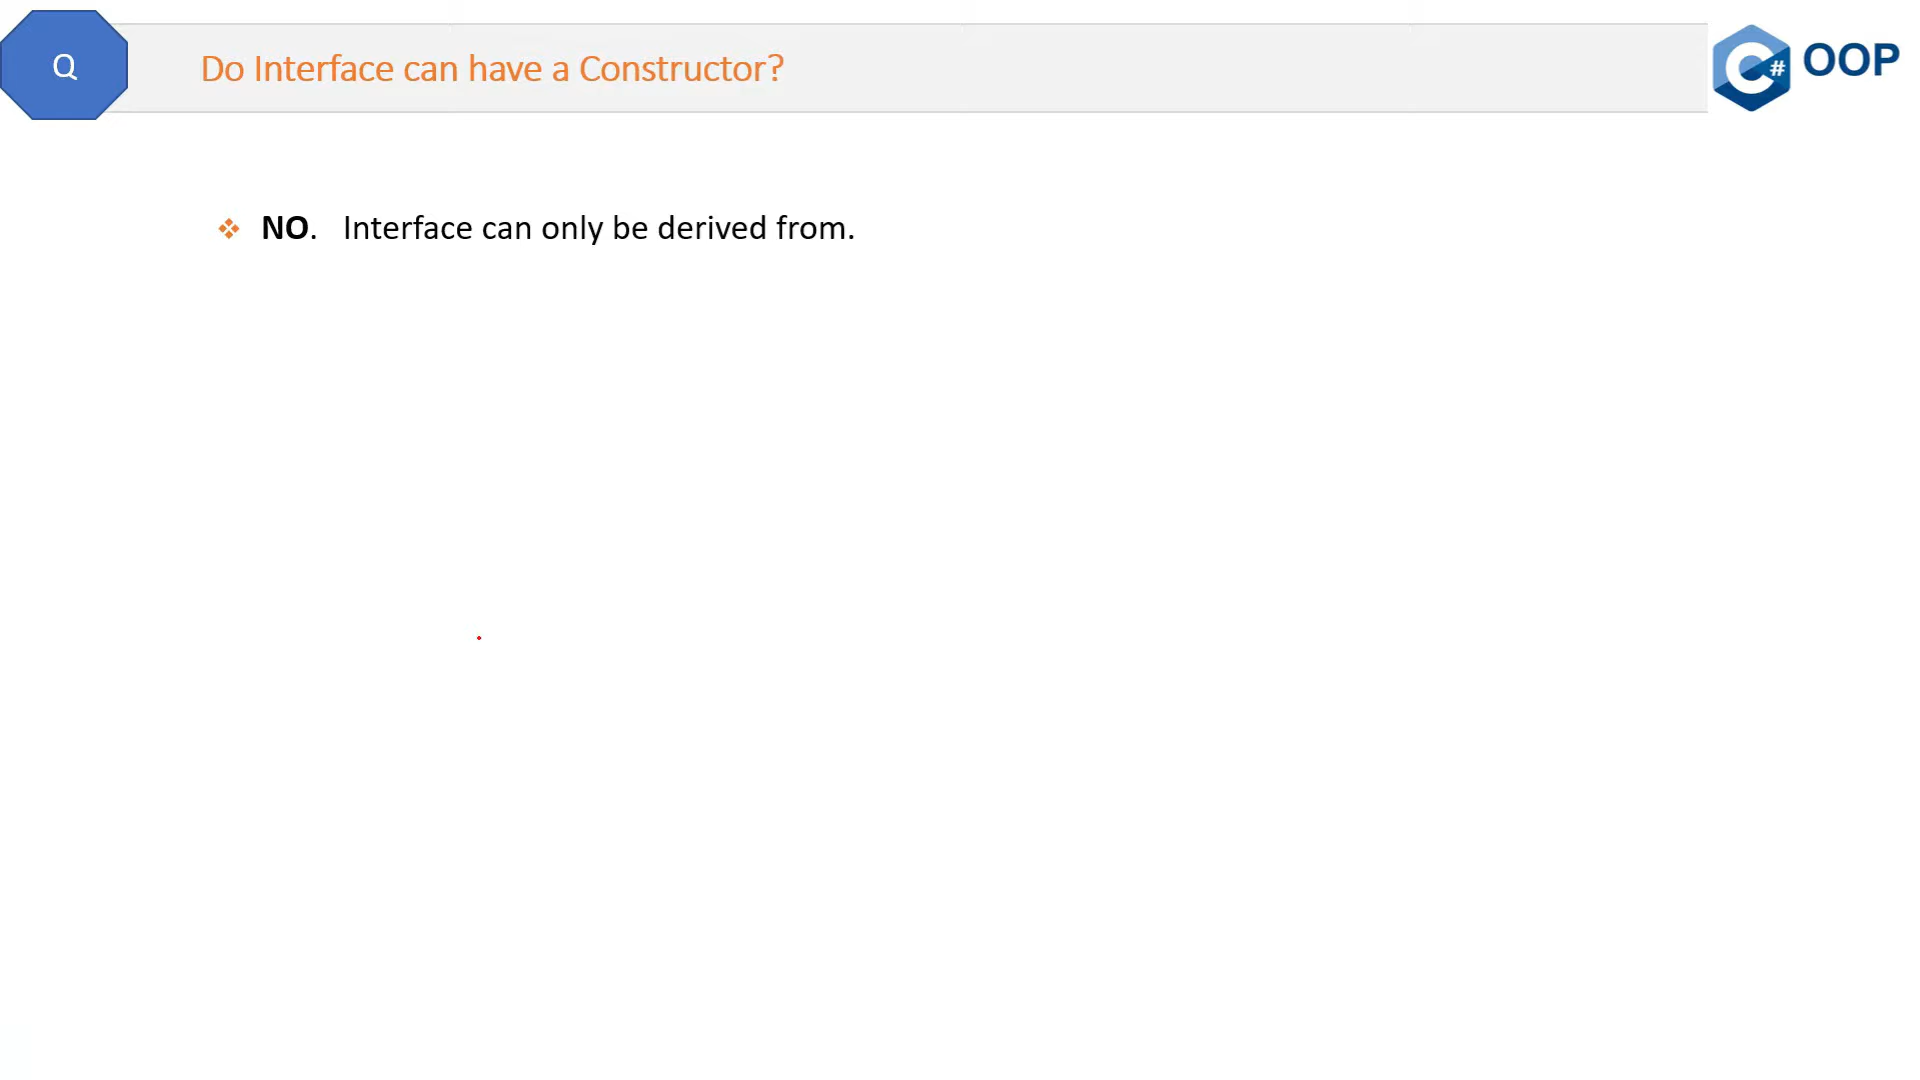 Q
Do Interface can have a Constructor?
C# OOP
NO. Interface can only be derived from.